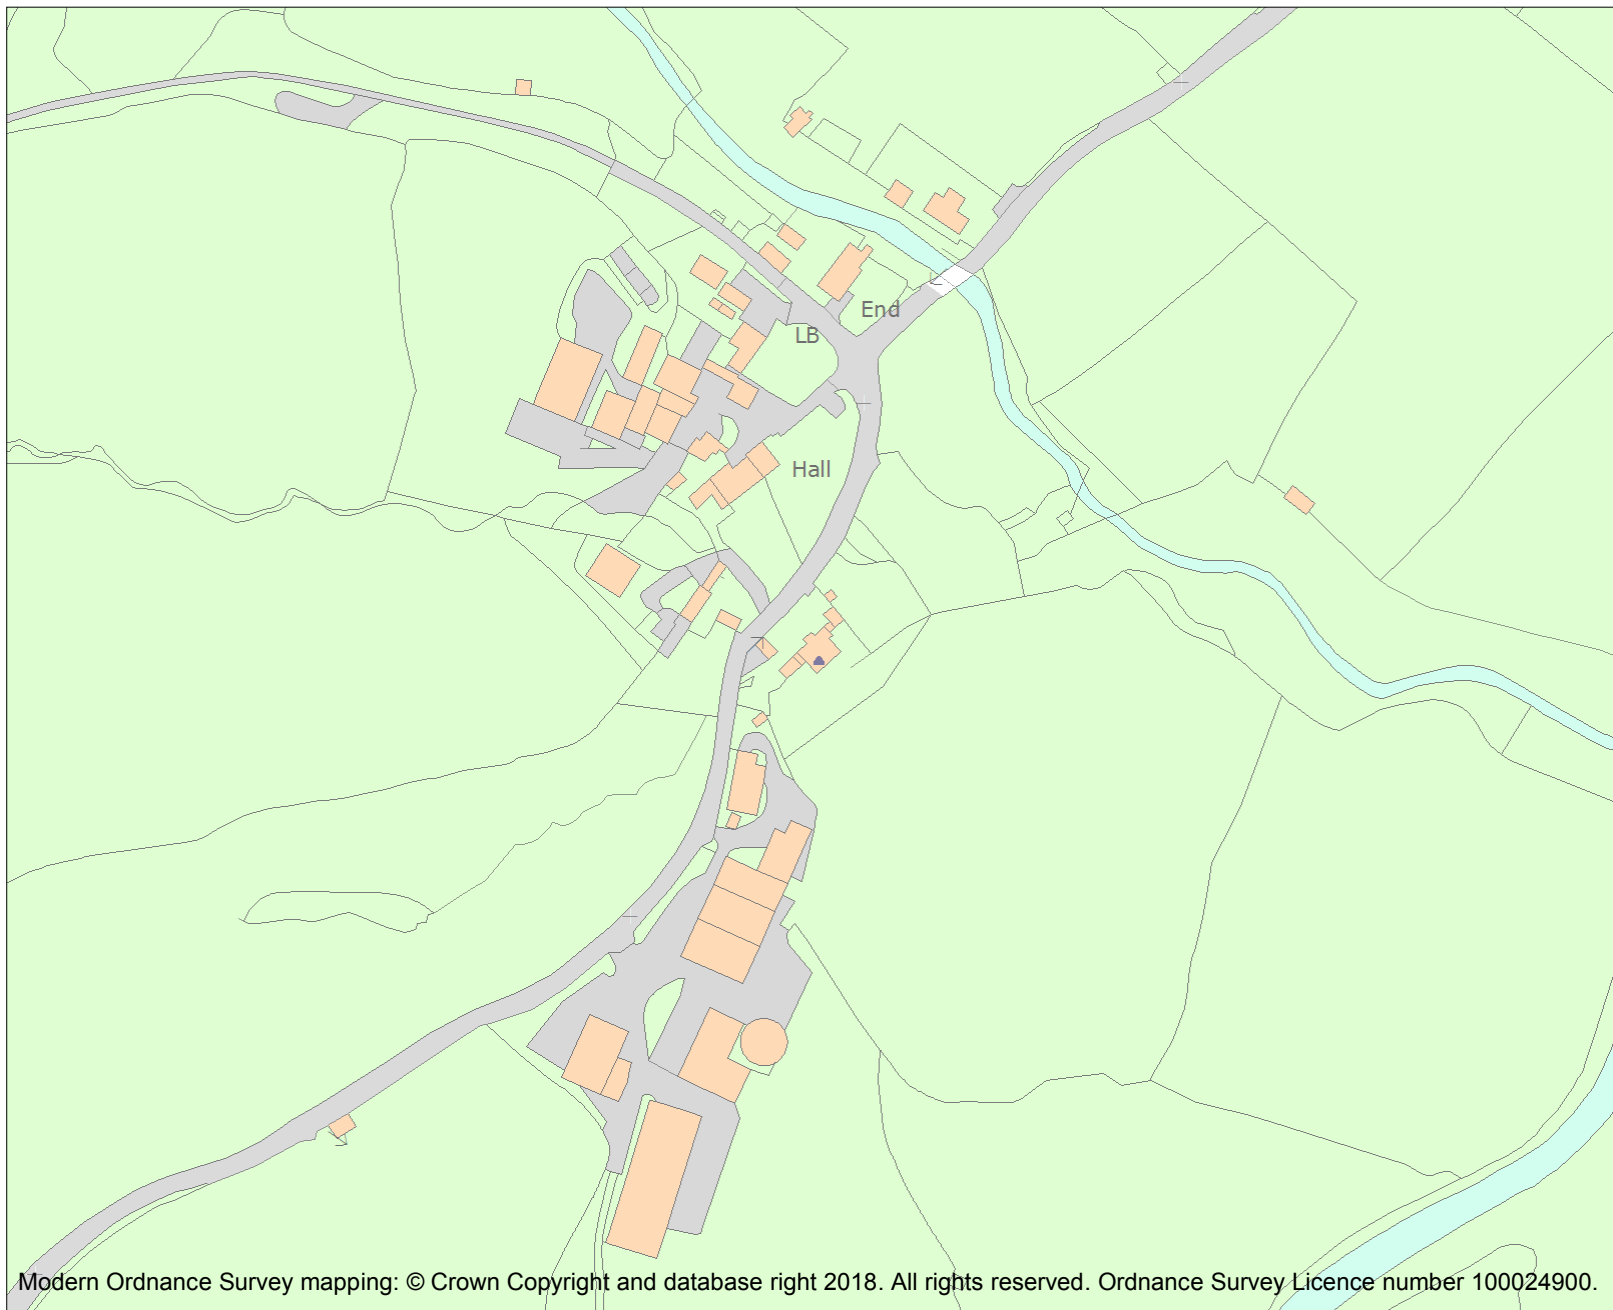 End
LB
Hall
Modern Ordnance Survey mapping: © Crown Copyright and database right 2018. All rights reserved. Ordnance Survey Licence number 100024900.